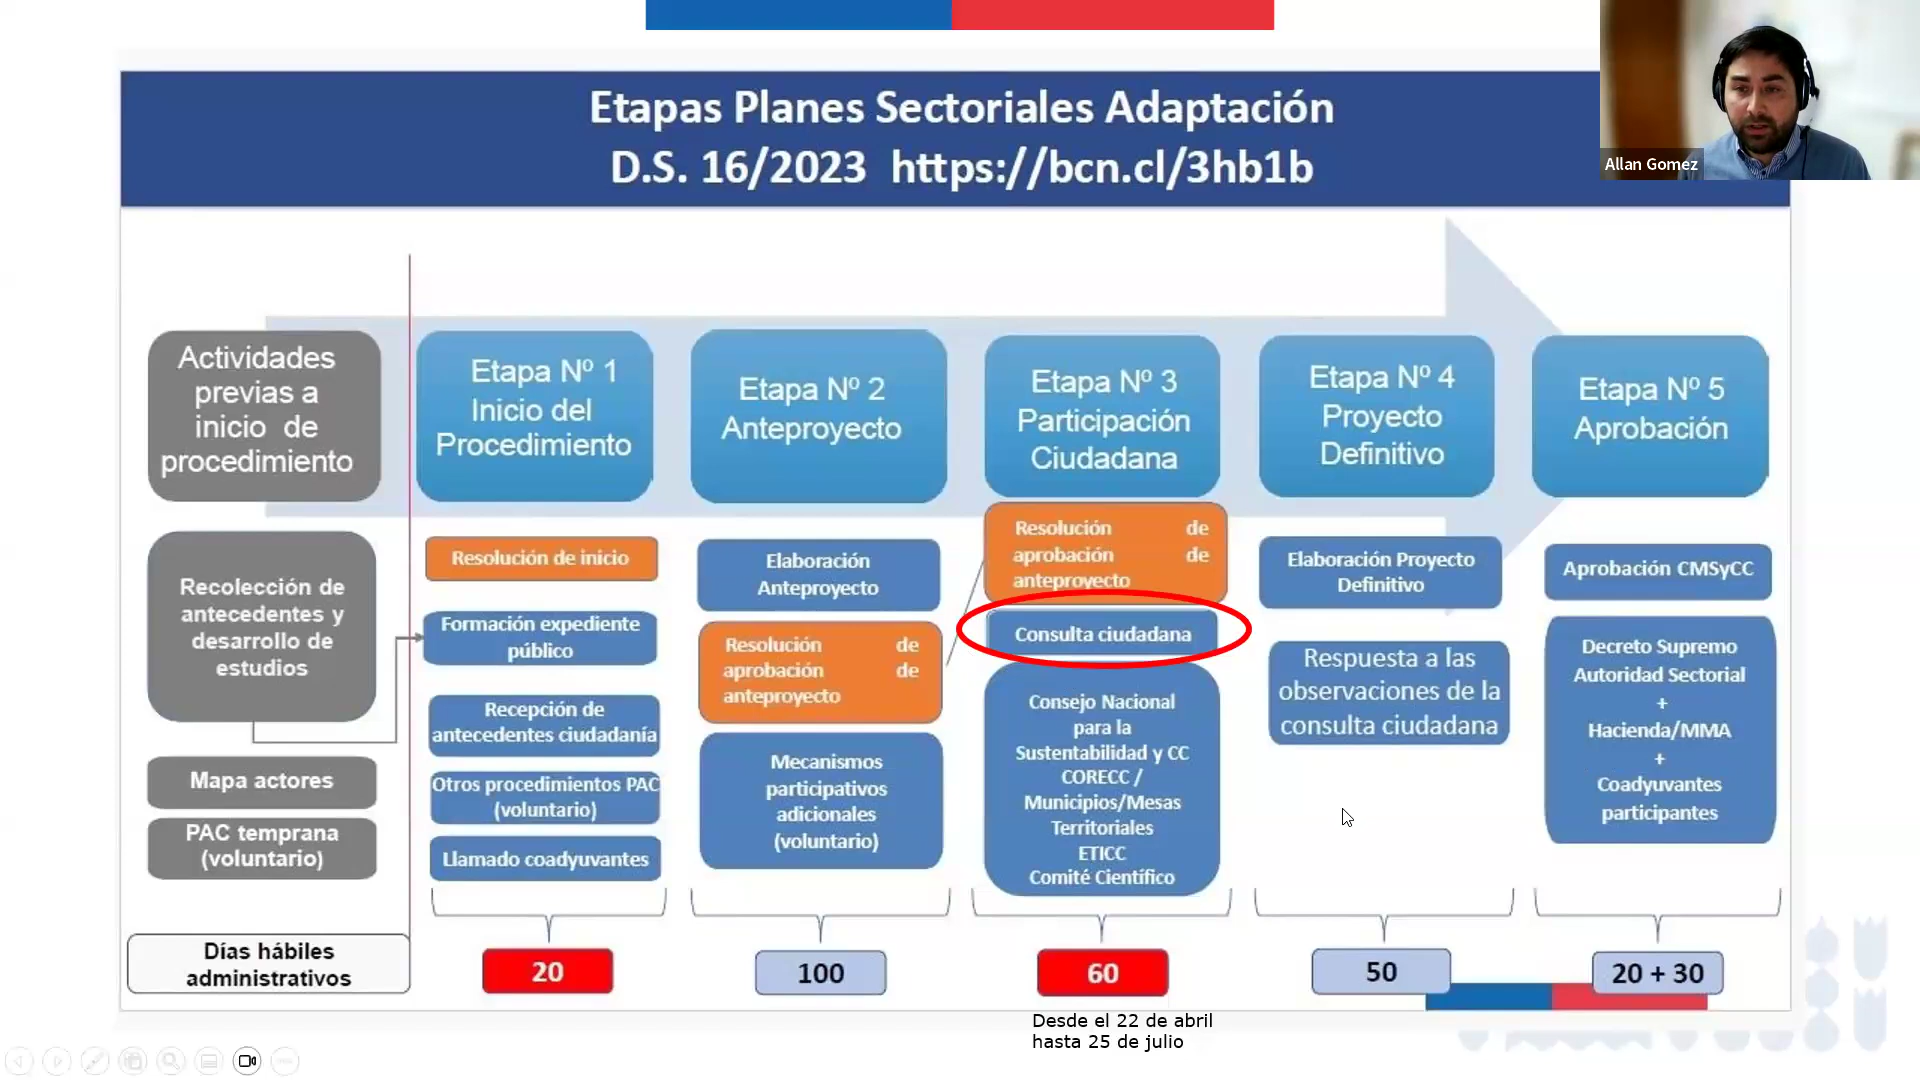 Etapas Planes Sectoriales Adaptación
D.S. 16/2023 https://bcn.cl/3hb1b
Allan Gomez
Actividades
previas a
inicio de
procedimiento
Etapa Nº 1
Inicio del
Procedimiento
Etapa Nº 2
Anteproyecto
Etapa Nº 3
Participación
Ciudadana
Etapa Nº 4
Proyecto
Definitivo
Etapa Nº 5
Aprobación
Recolección de
antecedentes y
desarrollo de
estudios
Mapa actores
PAC temprana
(voluntario)
Resolución de inicio
Formación expediente
público
Recepción de
antecedentes ciudadanía
Otros procedimientos PAC
(voluntario)
Llamado coadyuvantes
Elaboración
Anteproyecto
Resolución de
aprobación de
anteproyecto
Mecanismos
participativos
adicionales
(voluntario)
Resolución de
aprobación de
anteproyecto
Consulta ciudadana
Consejo Nacional
para la
Sustentabilidad y CC
CORECC /
Municipios/Mesas
Territoriales
ETICC
Comité Científico
Elaboración Proyecto
Definitivo
Respuesta a las
observaciones de la
consulta ciudadana
Aprobación CMSyCC
Decreto Supremo
Autoridad Sectorial
+
Hacienda/MMA
+
Coadyuvantes
participantes
Días hábiles
administrativos
20
100
60
50
20 + 30
Desde el 22 de abril
hasta 25 de julio